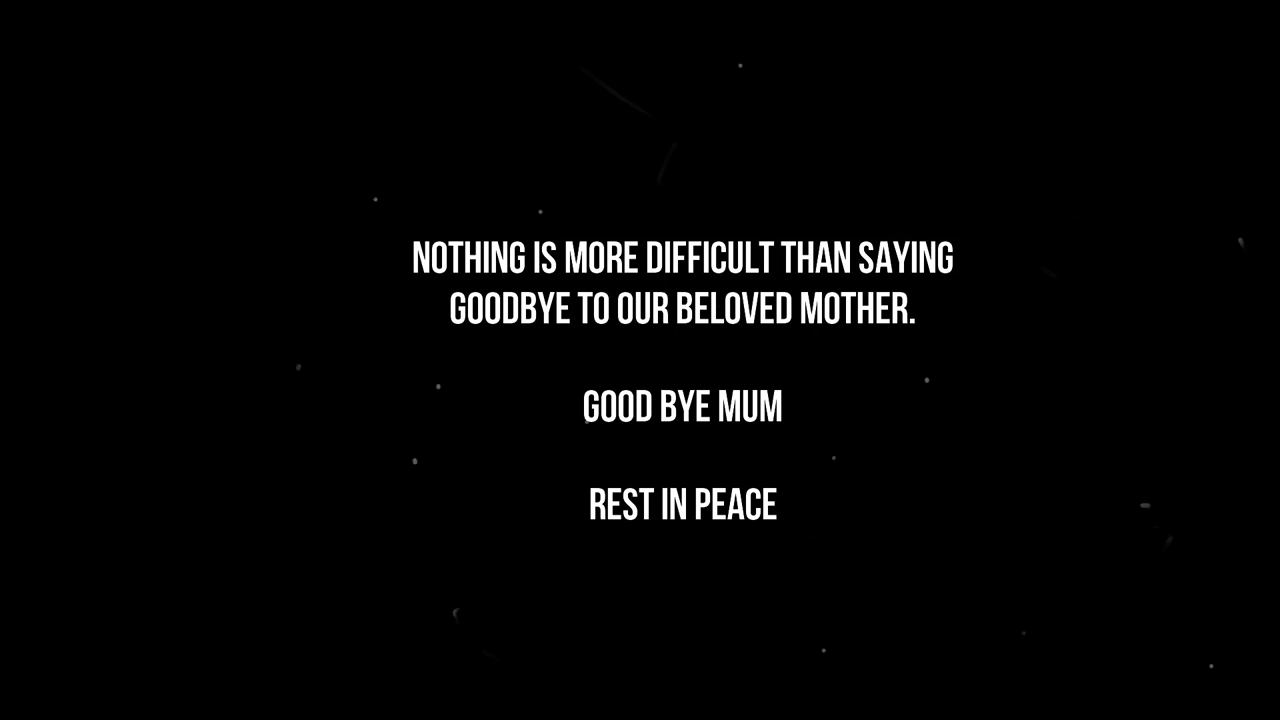 NOTHING IS MORE DIFFICULT THAN SAYING
GOODBYE TO OUR BELOVED MOTHER.
GOOD BYE MUM
REST IN PEACE